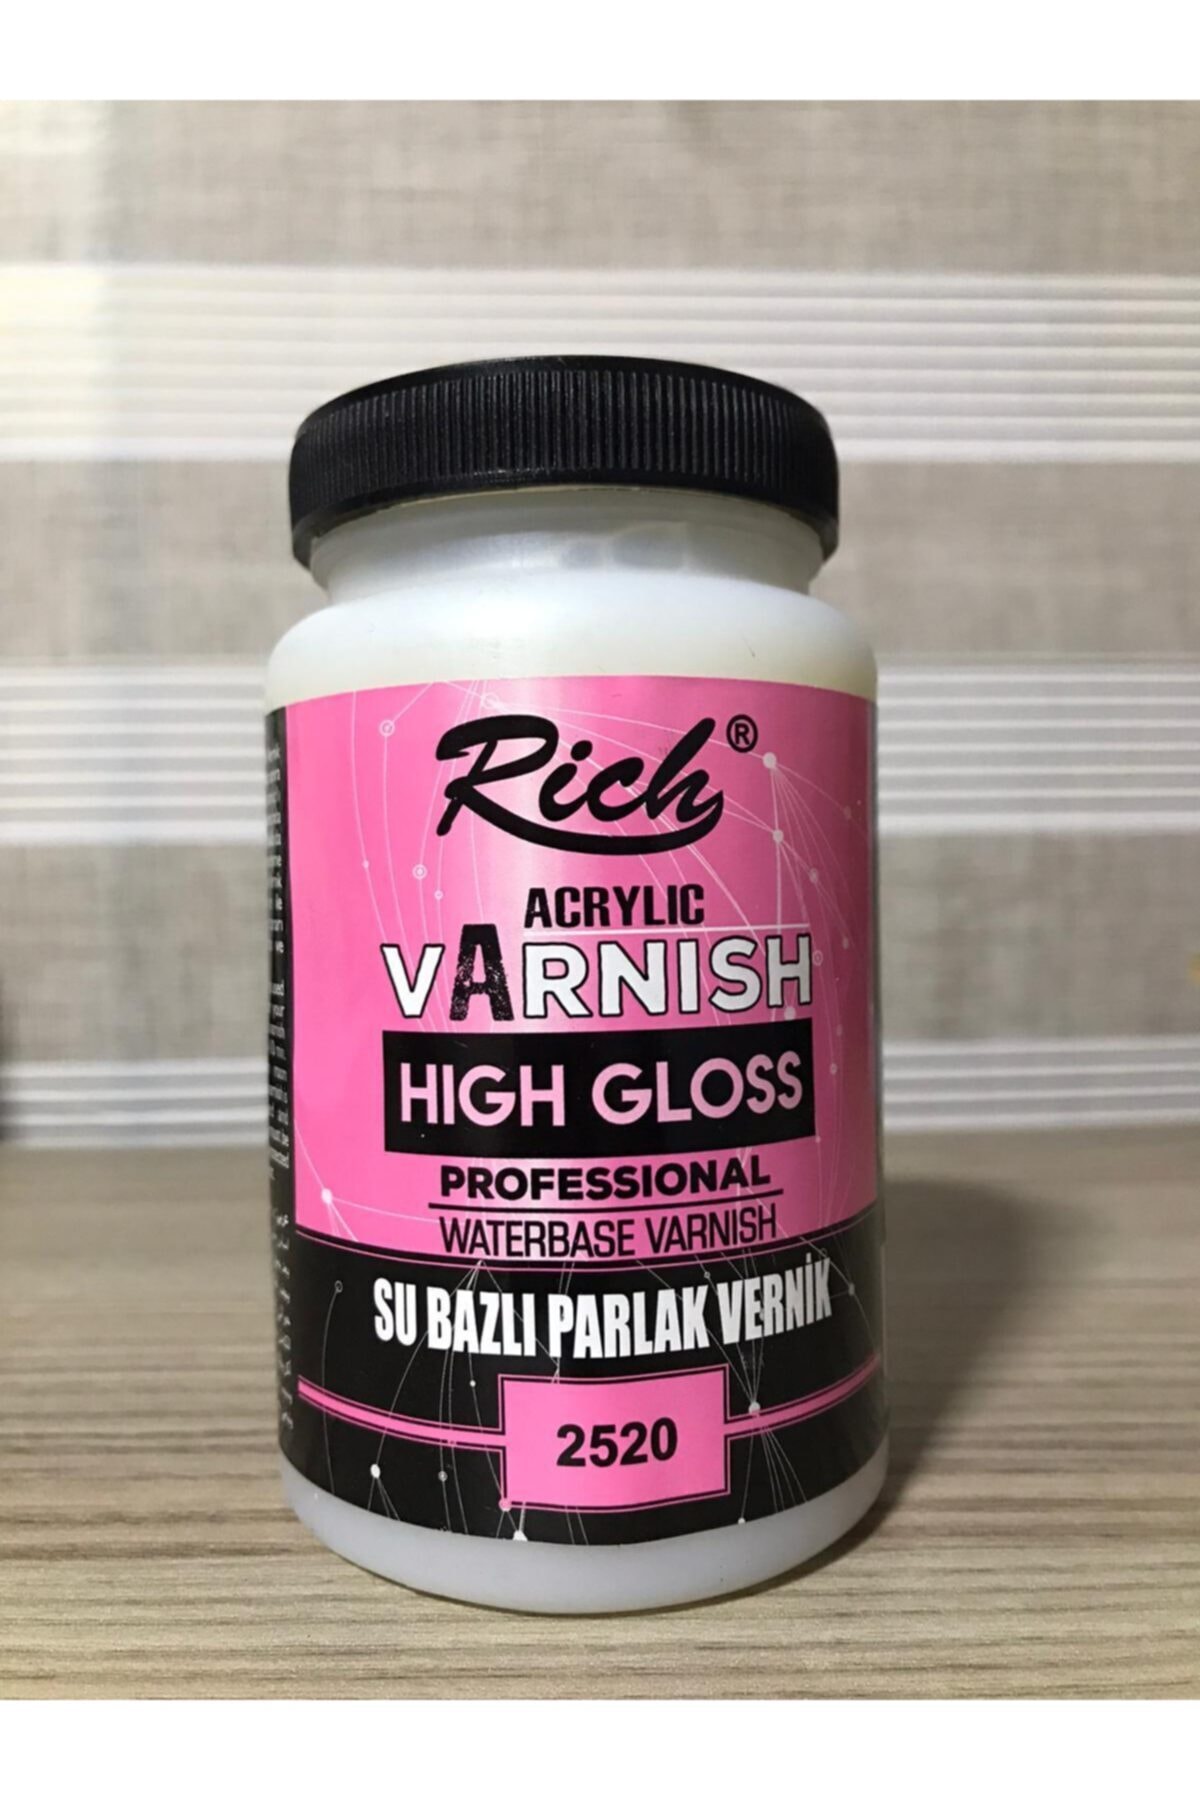 Rich®
ACRYLIC
VARNISH
HIGH GLOSS
PROFESSIONAL
WATERBASE VARNISH
SU BAZLI PARLAK VERNİK
2520